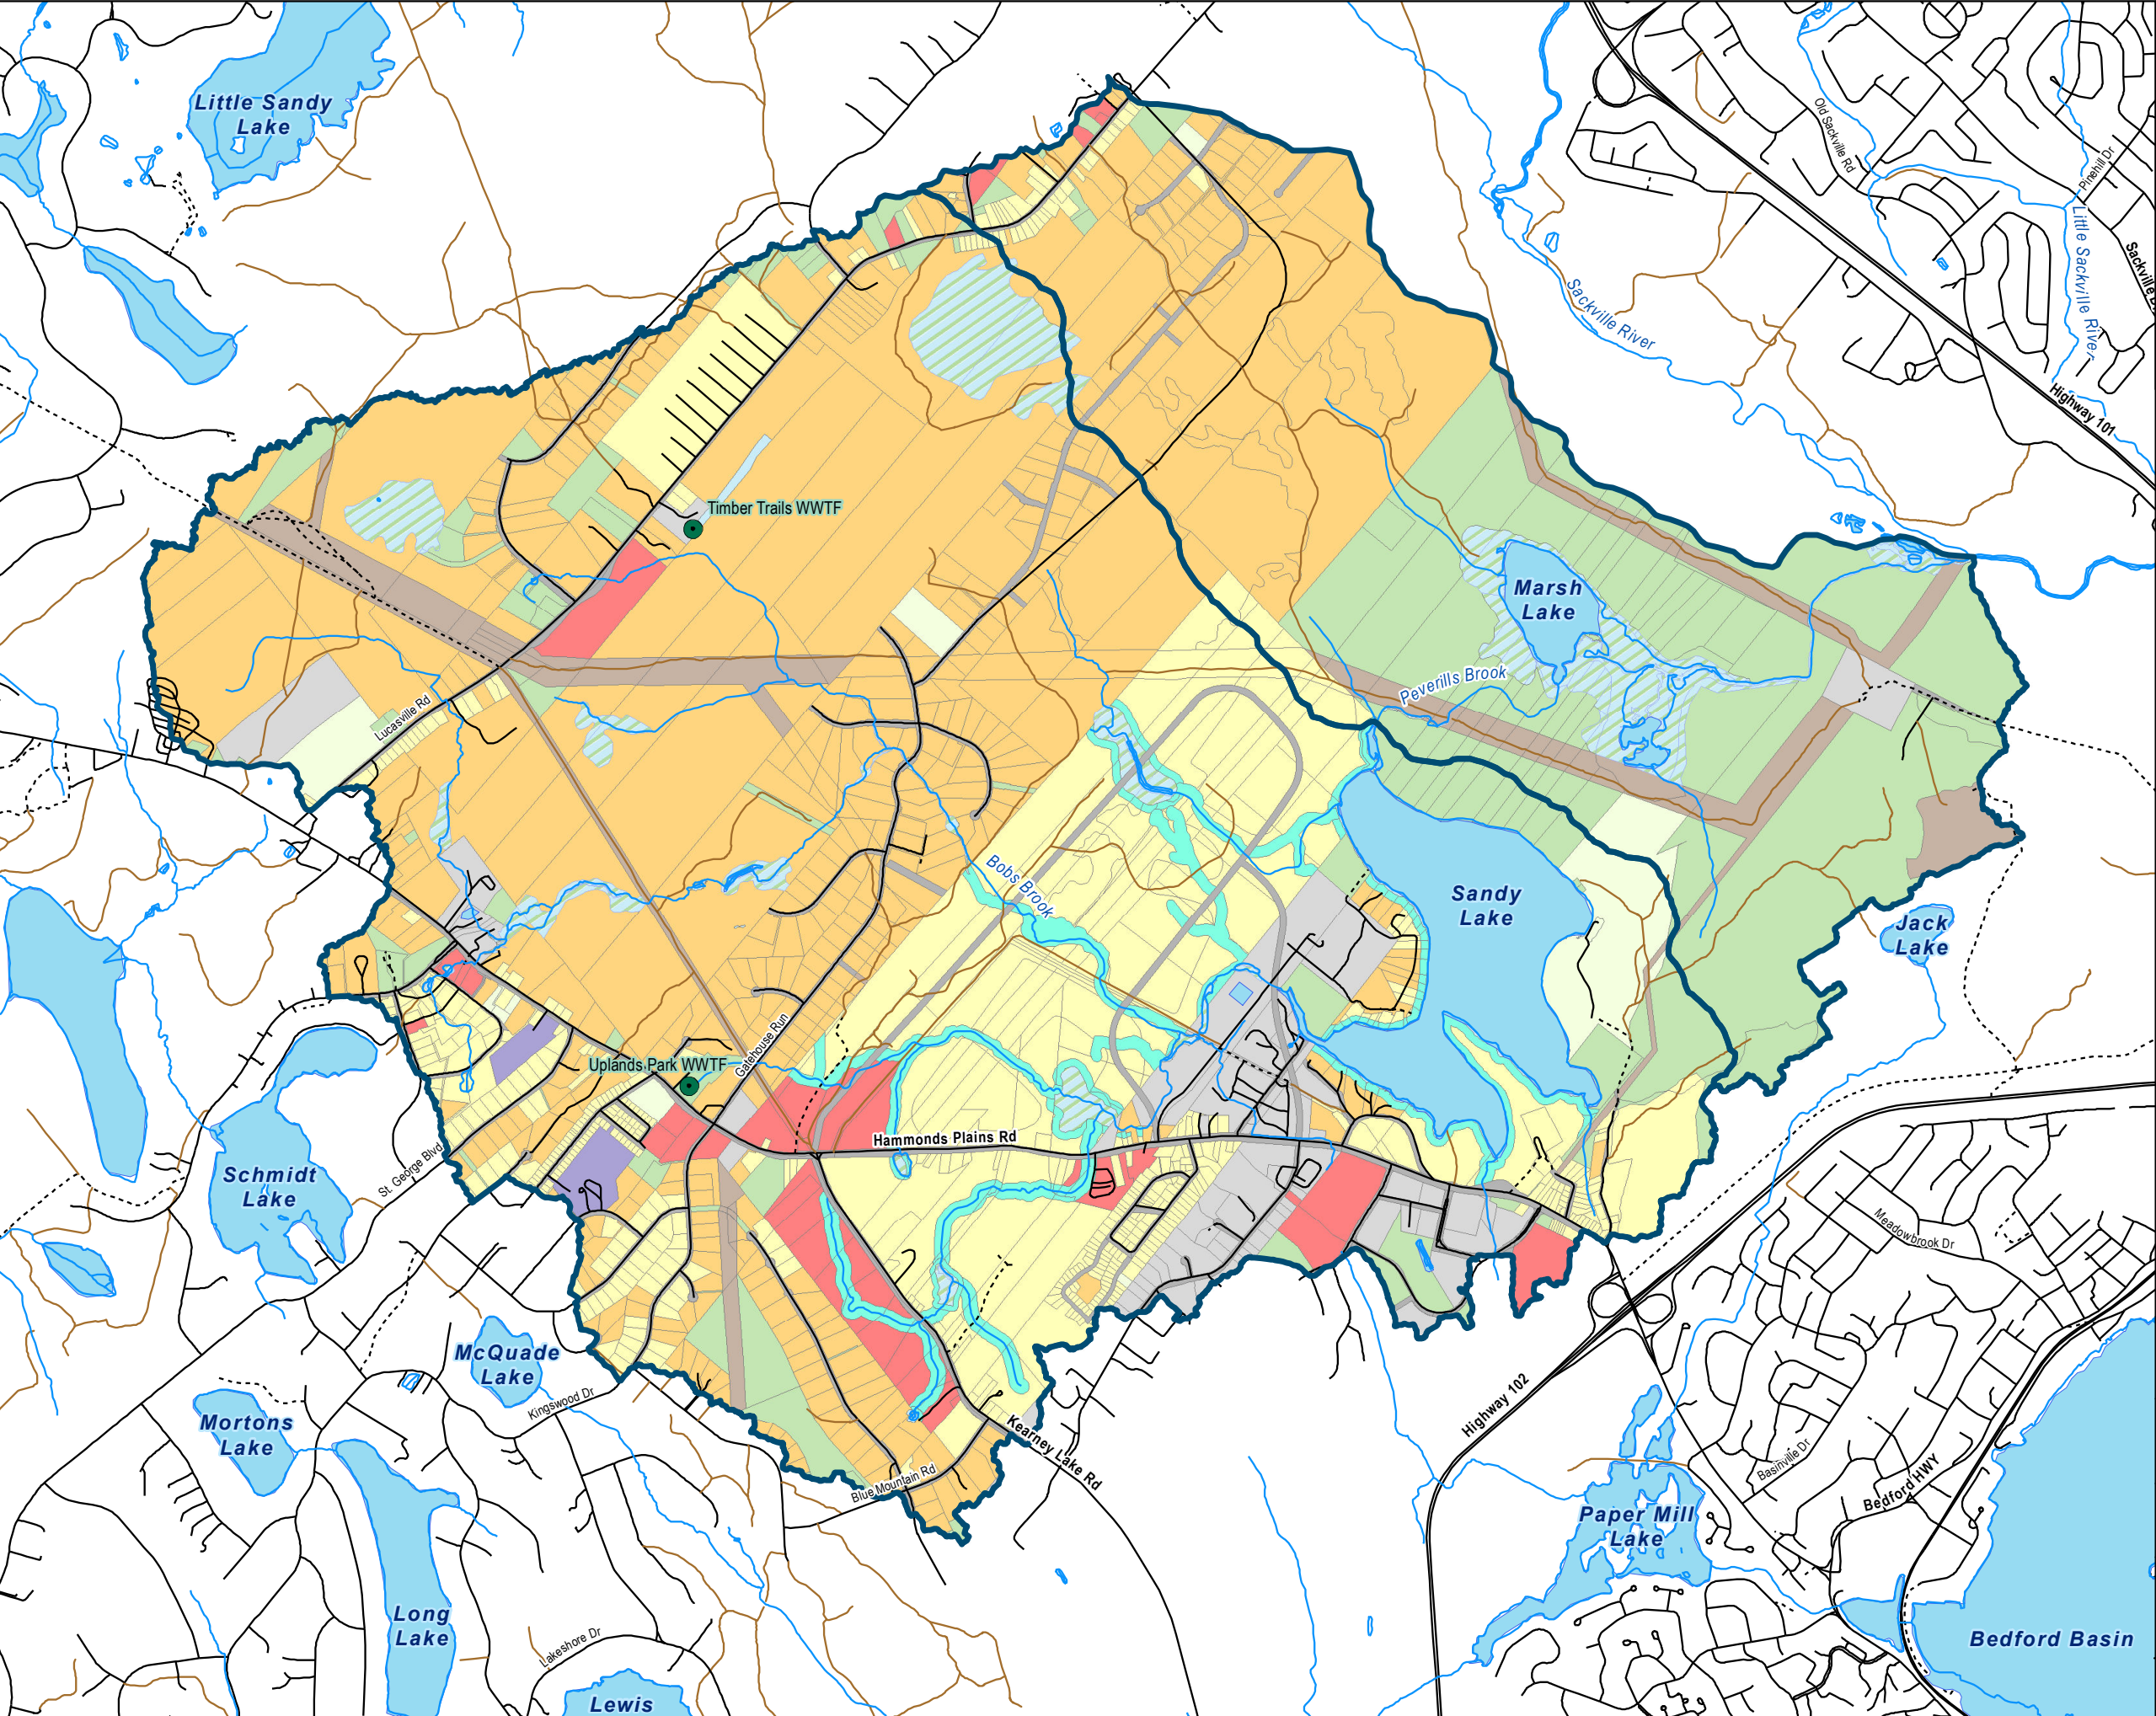 Little Sandy
Lake
Old Sackville Rd
Pinehill Dr
Little Sackville River
Sackville River
Highway 101
Timber Trails WWTF
Marsh
Lake
Peverills Brook
Lucasville Rd
Bobs Brook
Sandy
Lake
Jack
Lake
Gatehouse Run
Uplands Park WWTF
Hammonds Plains Rd
St. George Blvd
Schmidt
Lake
Meadowbrook Dr
McQuade
Lake
Kingswood Dr
Mortons
Lake
Kearney Lake Rd
Highway 102
Blue Mountain Rd
Basinville Dr
Bedford HWY
Paper Mill
Lake
Long
Lake
Lakeshore Dr
Bedford Basin
Lewis